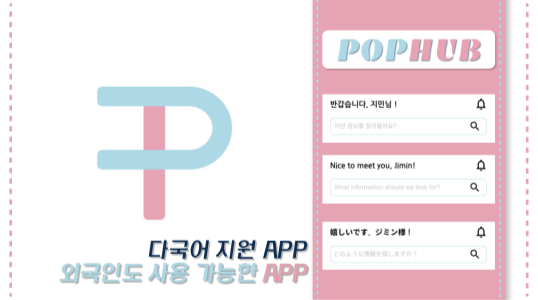 다국어 지원 APP
외국인도 사용 가능한 APP
POPHUB
반갑습니다, 지민님 !
어떤 정보를 찾아볼까요?
Nice to meet you, Jimin!
What Information should we look for?
嬉しいです、ジミン様！
どのような情報を探しますか？